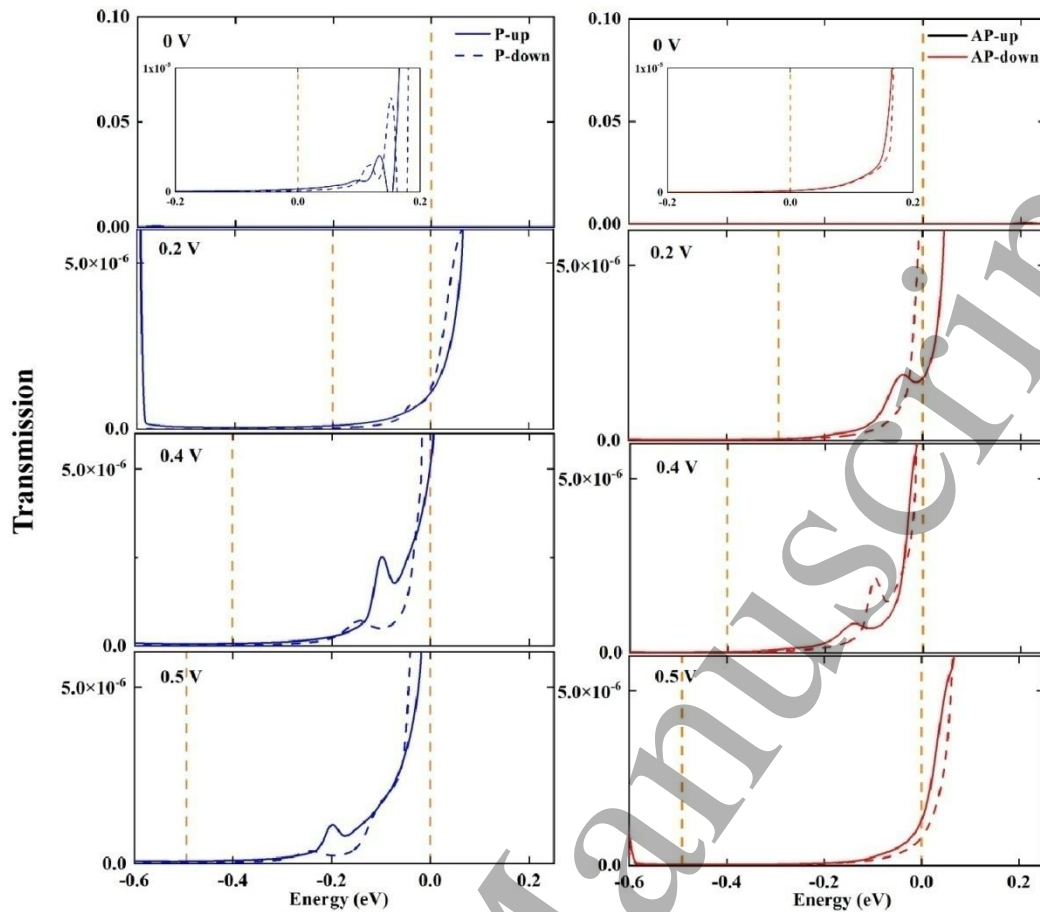 Transmission
0.10
0.05
0.00
0 V
P-up
P-down
1x10⁻⁵
0
-0.2
0.0
0.2
5.0×10⁻⁶
0.0
0.2 V
5.0×10⁻⁶
0.0
0.4 V
5.0×10⁻⁶
0.0
0.5 V
-0.6
-0.4
-0.2
0.0
0.2
Energy (eV)
0.10
0.05
0.00
0 V
AP-up
AP-down
1x10⁻⁵
0
-0.2
0.0
0.2
5.0×10⁻⁶
0.0
0.2 V
5.0×10⁻⁶
0.0
0.4 V
5.0×10⁻⁶
0.0
0.5 V
-0.6
-0.4
-0.2
0.0
0.2
Energy (eV)